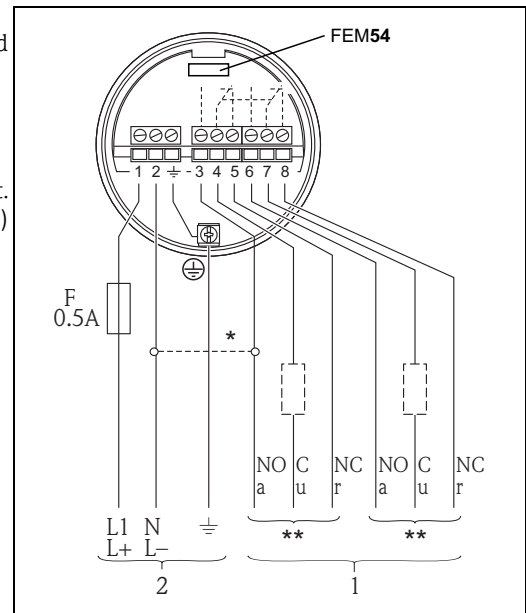 d
t.
)
FEM54
1 2 3 4 5 6 7 8
F
0.5A
*
NO C NC NO C NC
a u r a u r
L1 N
L+ L-
** **
2 1